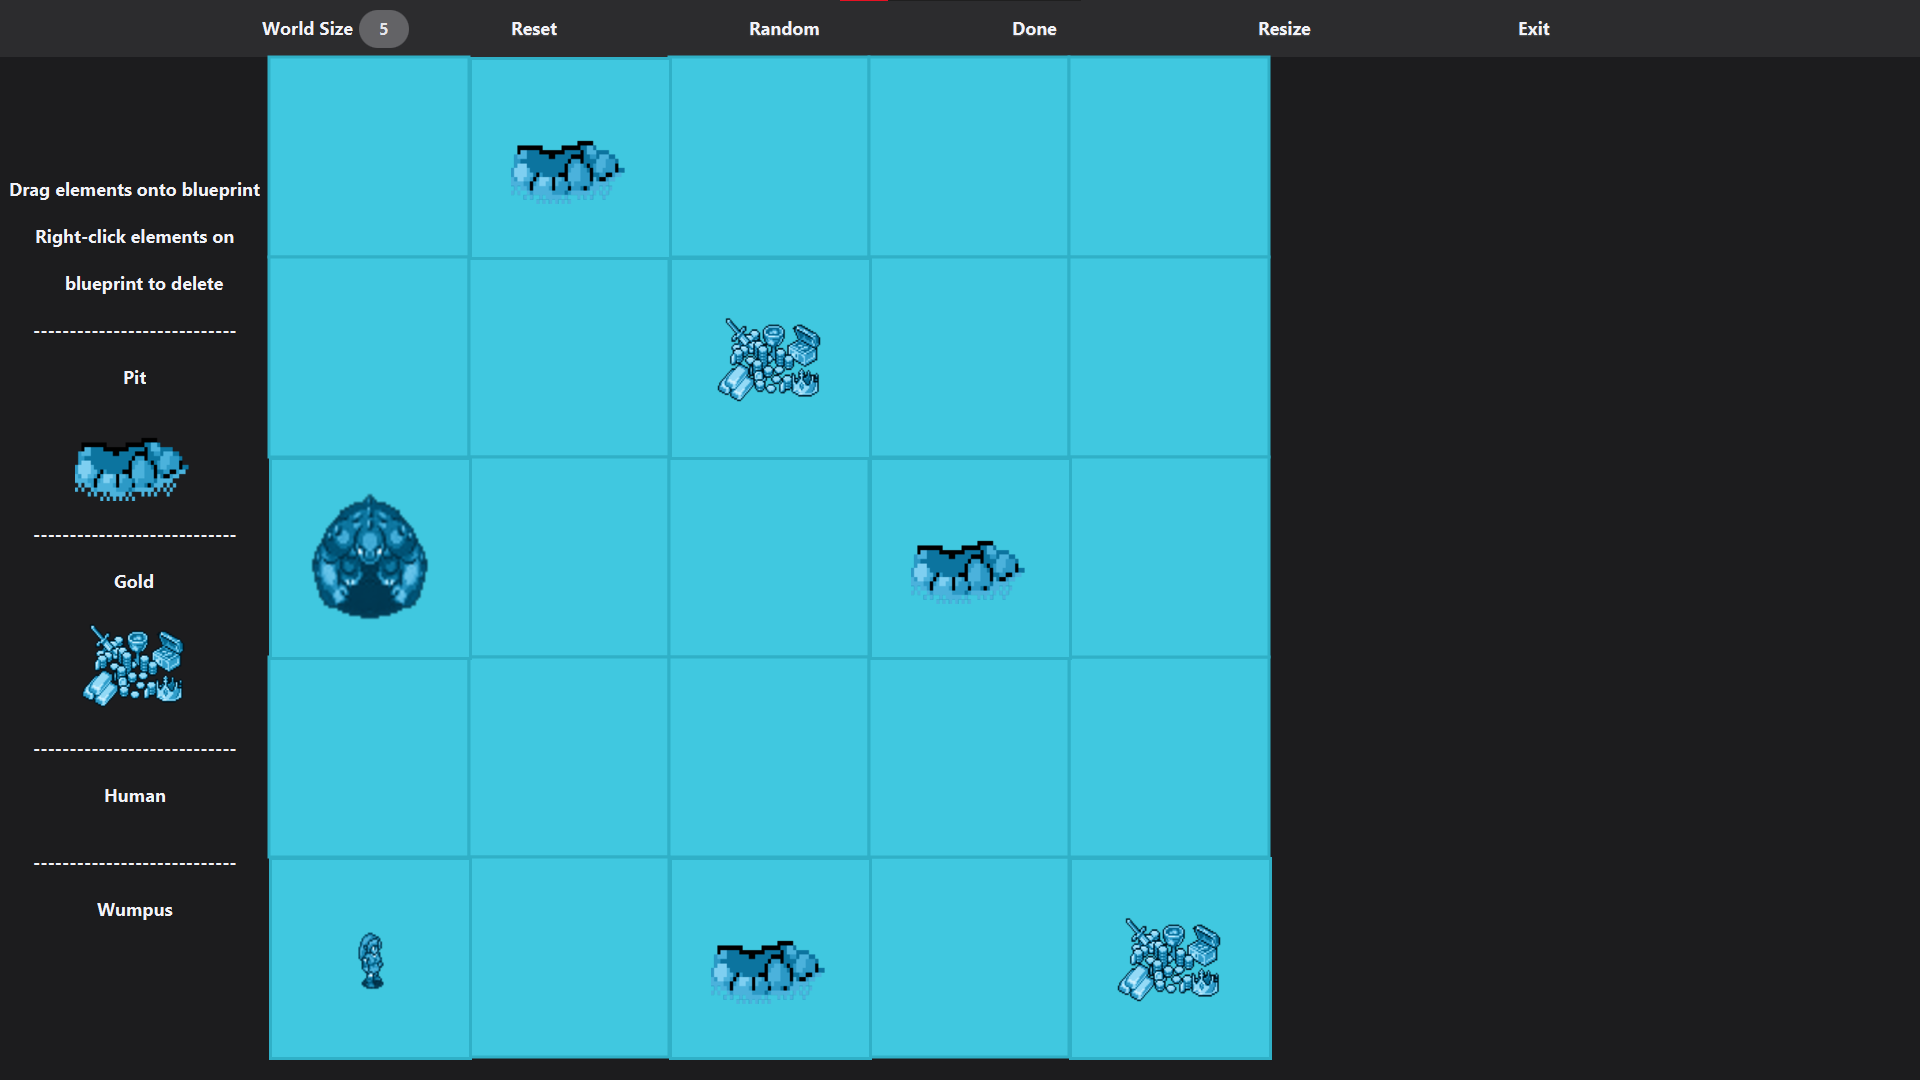 World Size 5 Reset Random Done Resize Exit
Drag elements onto blueprint
Right-click elements on
blueprint to delete
----------------------------
Pit
----------------------------
Gold
----------------------------
Human
----------------------------
Wumpus